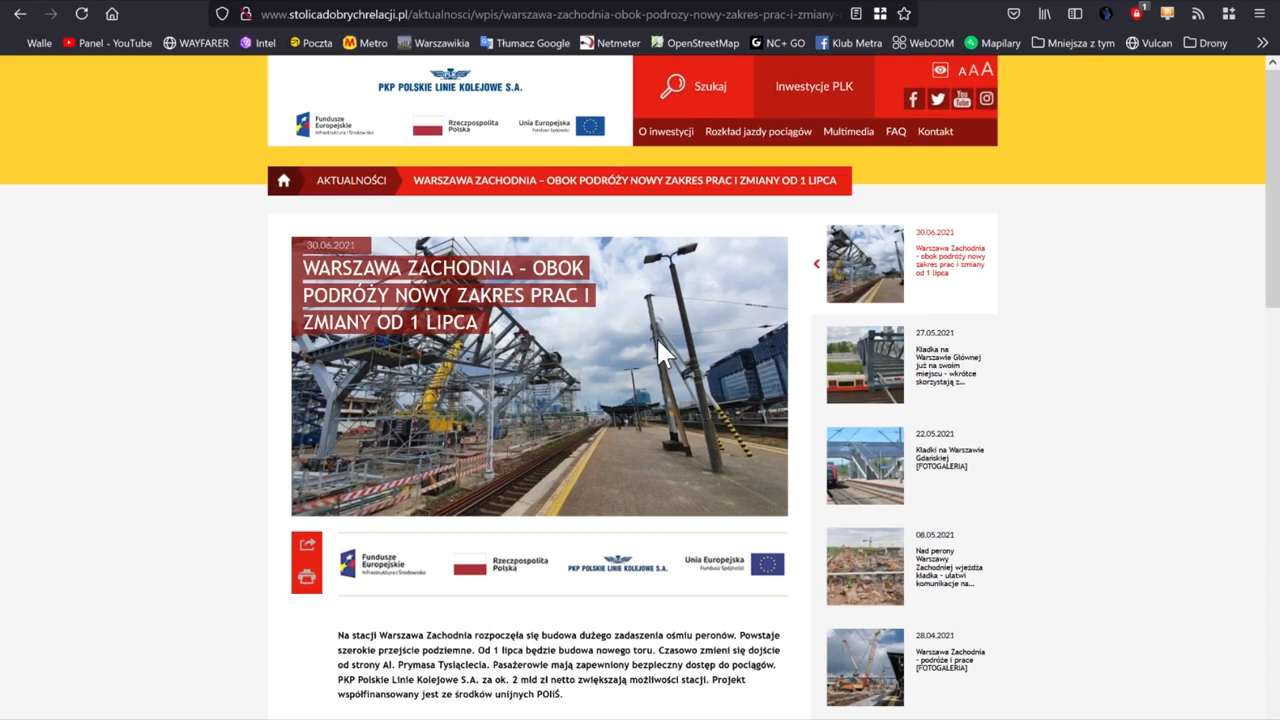 www.stolicadobrychrelacji.pl/aktualnosci/wpis/warszawa-zachodnia-obok-podrozy-nowy-zakres-prac-i-zmiany-
Walle Panel - YouTube WAYFARER Intel Poczta Metro Warszawikia Tłumacz Google Netmeter OpenStreetMap NC+ GO Klub Metra WebODM Mapilary Mniejsza z tym Vulcan Drony
PKP POLSKIE LINIE KOLEJOWE S.A.
Fundusze
Europejskie
Infrastruktura i Środowisko
Rzeczpospolita
Polska
Unia Europejska
Fundusz Spójności
Szukaj
Inwestycje PLK
A A A
O inwestycji Rozkład jazdy pociągów Multimedia FAQ Kontakt
AKTUALNOŚCI WARSZAWA ZACHODNIA – OBOK PODRÓŻY NOWY ZAKRES PRAC I ZMIANY OD 1 LIPCA
30.06.2021
WARSZAWA ZACHODNIA – OBOK
PODRÓŻY NOWY ZAKRES PRAC I
ZMIANY OD 1 LIPCA
Fundusze
Europejskie
Infrastruktura i Środowisko
Rzeczpospolita
Polska
PKP POLSKIE LINIE KOLEJOWE S.A.
Unia Europejska
Fundusz Spójności
Na stacji Warszawa Zachodnia rozpoczęła się budowa dużego zadaszenia ośmiu peronów. Powstaje
szerokie przejście podziemne. Od 1 lipca będzie budowa nowego toru. Czasowo zmieni się dojście
od strony Al. Prymasa Tysiąclecia. Pasażerowie mają zapewniony bezpieczny dostęp do pociągów.
PKP Polskie Linie Kolejowe S.A. za ok. 2 mld zł netto zwiększają możliwości stacji. Projekt
współfinansowany jest ze środków unijnych POIiŚ.
30.06.2021
Warszawa Zachodnia
– obok podróży nowy
zakres prac i zmiany
od 1 lipca
27.05.2021
Kładka na
Warszawie Głównej
już na swoim
miejscu – wkrótce
skorzystają z...
22.05.2021
Kładki na Warszawie
Gdańskiej
[FOTOGALERIA]
08.05.2021
Nad perony
Warszawy
Zachodniej wjeżdża
kładka – ułatwi
komunikację na...
28.04.2021
Warszawa Zachodnia
– podróże i prace
[FOTOGALERIA]